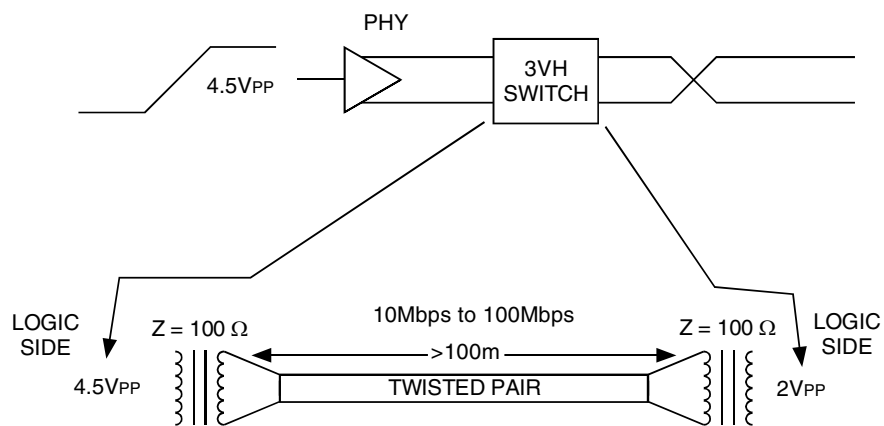 PHY
4.5VPP
3VH
SWITCH
LOGIC
SIDE
Z = 100 Ω
10Mbps to 100Mbps
Z = 100 Ω
LOGIC
SIDE
>100m
4.5VPP
TWISTED PAIR
2VPP